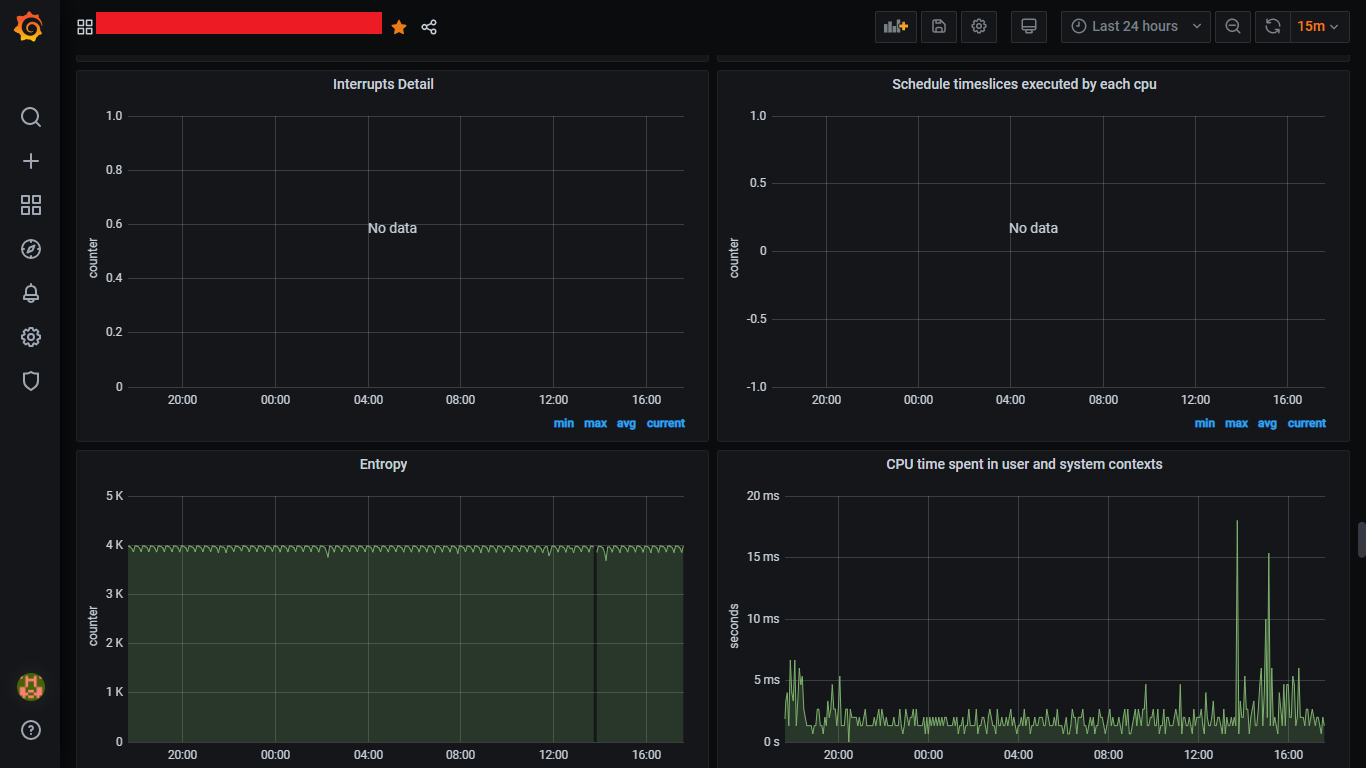 Last 24 hours
15m
Interrupts Detail
1.0
0.8
0.6
0.4
0.2
0
counter
No data
20:00 00:00 04:00 08:00 12:00 16:00
min max avg current
Schedule timeslices executed by each cpu
1.0
0.5
0
-0.5
-1.0
counter
No data
20:00 00:00 04:00 08:00 12:00 16:00
min max avg current
Entropy
5 K
4 K
3 K
2 K
1 K
0
counter
20:00 00:00 04:00 08:00 12:00 16:00
CPU time spent in user and system contexts
20 ms
15 ms
10 ms
5 ms
0 s
seconds
20:00 00:00 04:00 08:00 12:00 16:00